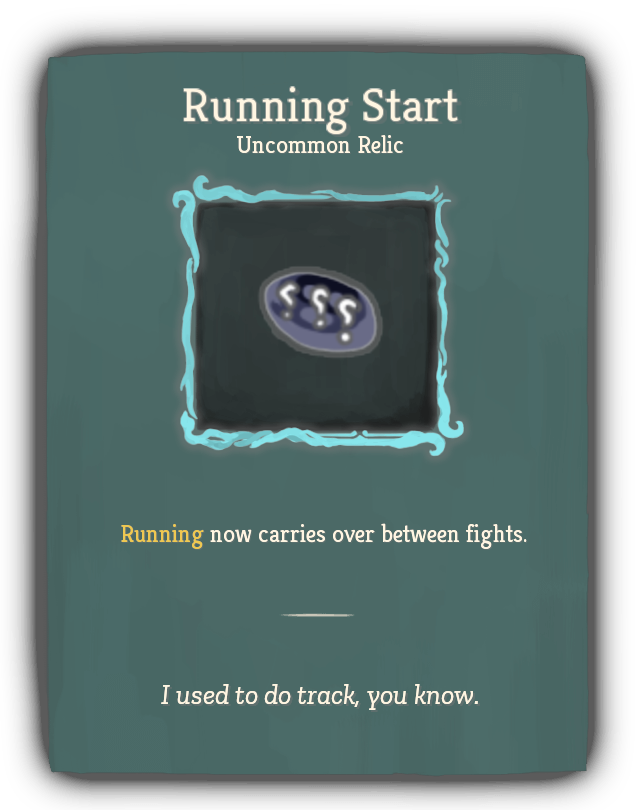 Running Start
Uncommon Relic
???
Running now carries over between fights.
I used to do track, you know.